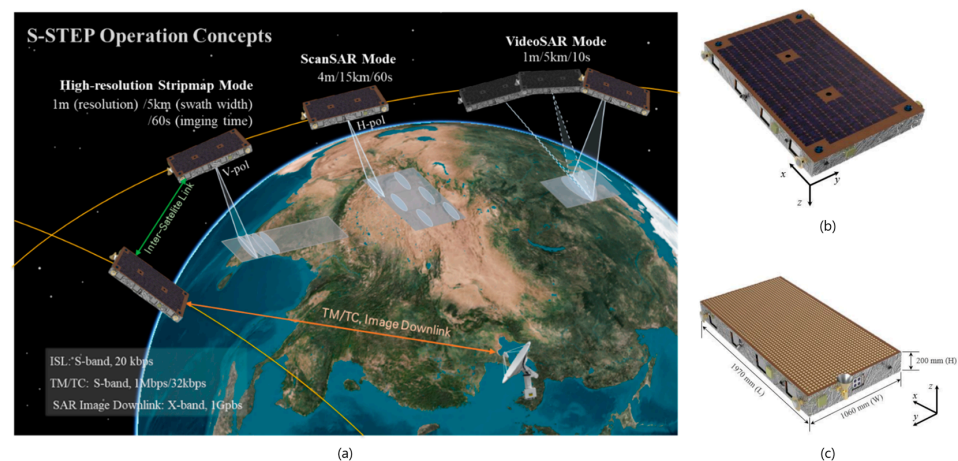 S-STEP Operation Concepts
High-resolution Stripmap Mode
1m (resolution) /5km (swath width)
/60s (imging time)
ScanSAR Mode
4m/15km/60s
VideoSAR Mode
1m/5km/10s
H-pol
V-pol
Inter-Satellite Link
TM/TC, Image Downlink
ISL: S-band, 20 kbps
TM/TC: S-band, 1Mbps/32kbps
SAR Image Downlink: X-band, 1Gpbs
(a)
x
y
z
(b)
1970 mm (L)
1060 mm (W)
200 mm (H)
z
x
y
(c)